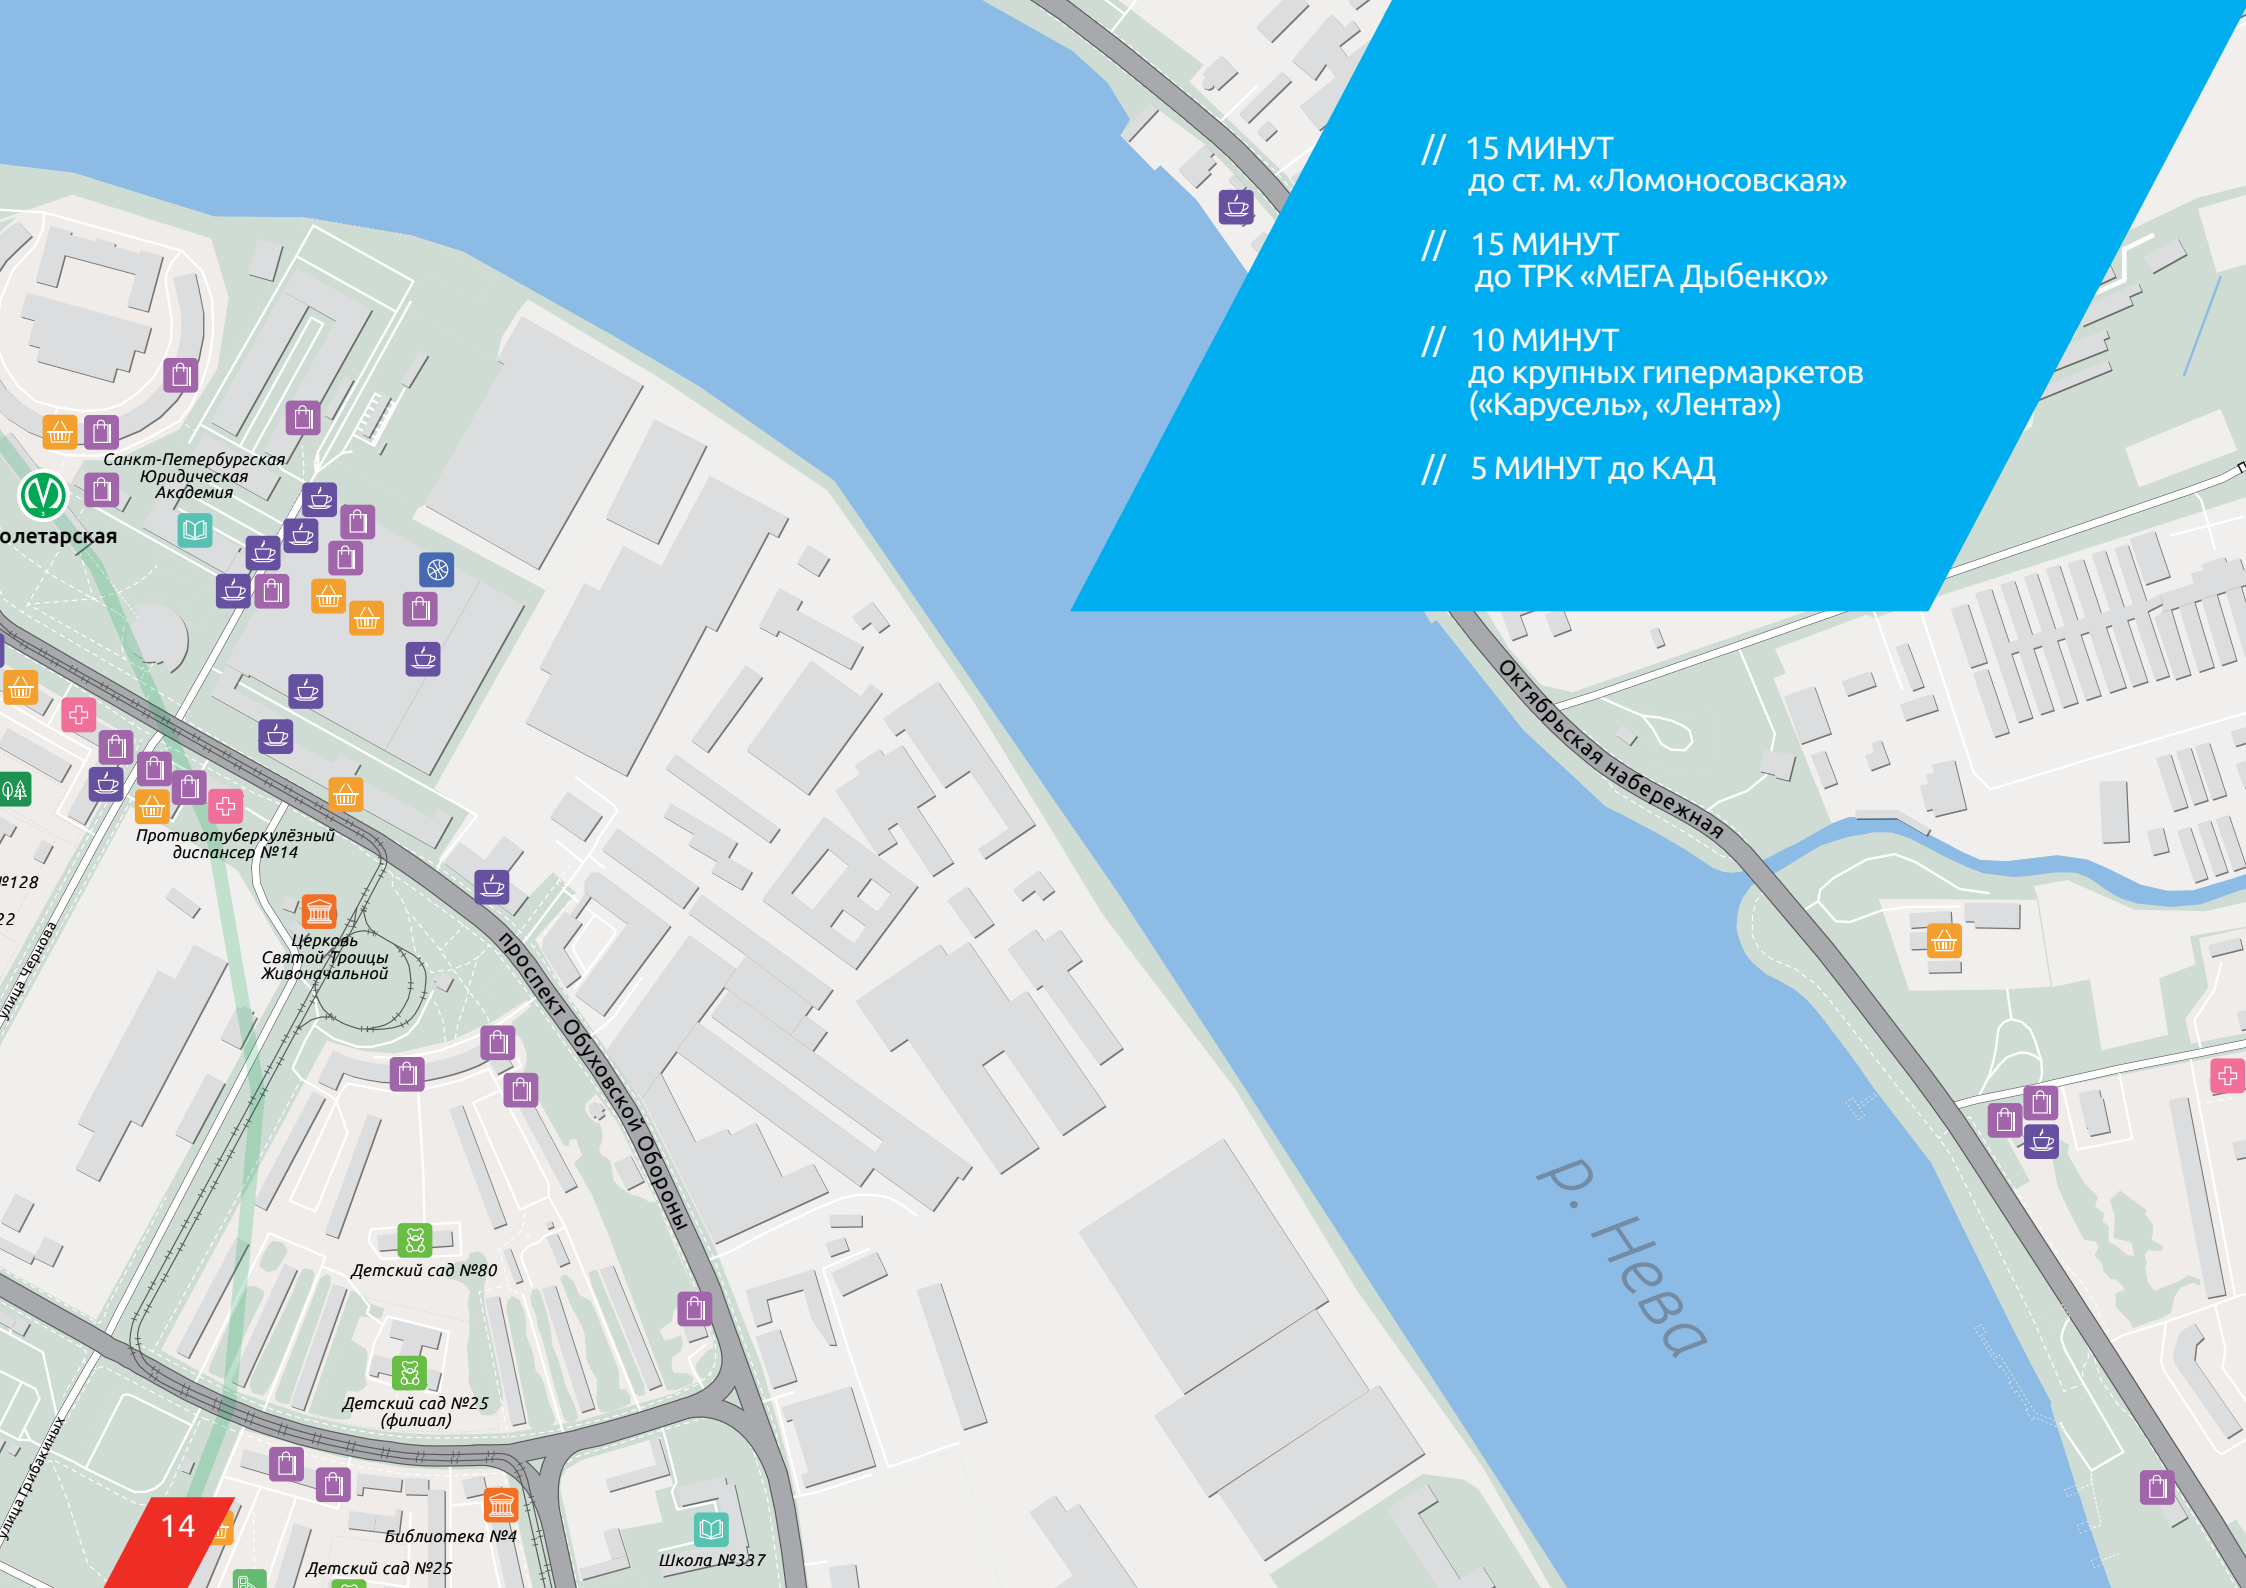 // 15 МИНУТ
до ст. м. «Ломоносовская»
// 15 МИНУТ
до ТРК «МЕГА Дыбенко»
// 10 МИНУТ
до крупных гипермаркетов
(«Карусель», «Лента»)
// 5 МИНУТ до КАД
Санкт-Петербургская
Юридическая
Академия
олетарская
Октябрьская набережная
Противотуберкулёзный
диспансер №14
№128
22
улица Чернова
Церковь
Святой Троицы
Живоначальной
проспект Обуховской Обороны
р. Нева
Детский сад №80
Детский сад №25
(филиал)
улица Грибакиных
14
Библиотека №4
Школа №337
Детский сад №25